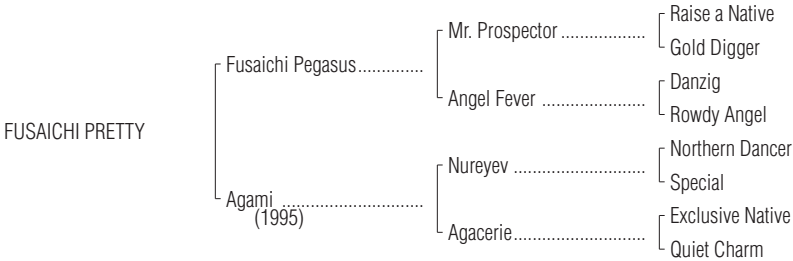 Raise a Native
Mr. Prospector ...................
Gold Digger
Fusaichi Pegasus..............
Danzig
Angel Fever .......................
Rowdy Angel
FUSAICHI PRETTY
Northern Dancer
Nureyev .............................
Special
Agami ...............................
(1995)
Exclusive Native
Agacerie.............................
Quiet Charm